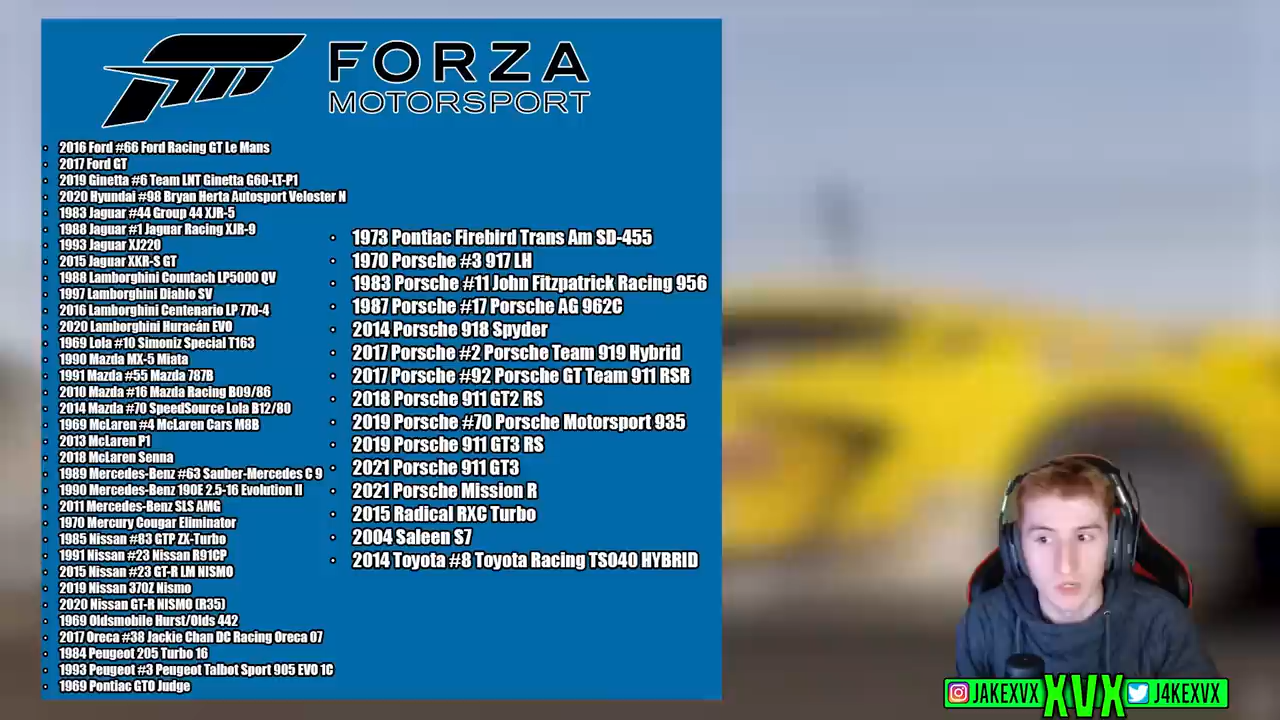 FORZA
MOTORSPORT
2016 Ford #66 Ford Racing GT Le Mans
2017 Ford GT
2019 Ginetta #6 Team LNT Ginetta G60-LT-P1
2020 Hyundai #98 Bryan Herta Autosport Veloster N
1983 Jaguar #44 Group 44 XJR-5
1988 Jaguar #1 Jaguar Racing XJR-9
1993 Jaguar XJ220
2015 Jaguar XKR-S GT
1988 Lamborghini Countach LP5000 QV
1997 Lamborghini Diablo SV
2016 Lamborghini Centenario LP 770-4
2020 Lamborghini Huracán EVO
1969 Lola #10 Simoniz Special T163
1990 Mazda MX-5 Miata
1991 Mazda #55 Mazda 787B
2010 Mazda #16 Mazda Racing B09/86
2014 Mazda #70 SpeedSource Lola B12/80
1969 McLaren #4 McLaren Cars M8B
2013 McLaren P1
2018 McLaren Senna
1989 Mercedes-Benz #63 Sauber-Mercedes C 9
1990 Mercedes-Benz 190E 2.5-16 Evolution II
2011 Mercedes-Benz SLS AMG
1970 Mercury Cougar Eliminator
1985 Nissan #83 GTP ZX-Turbo
1991 Nissan #23 Nissan R91CP
2015 Nissan #23 GT-R LM NISMO
2019 Nissan 370Z Nismo
2020 Nissan GT-R NISMO (R35)
1969 Oldsmobile Hurst/Olds 442
2017 Oreca #38 Jackie Chan DC Racing Oreca 07
1984 Peugeot 205 Turbo 16
1993 Peugeot #3 Peugeot Talbot Sport 905 EVO 1C
1969 Pontiac GTO Judge
1973 Pontiac Firebird Trans Am SD-455
1970 Porsche #3 917 LH
1983 Porsche #11 John Fitzpatrick Racing 956
1987 Porsche #17 Porsche AG 962C
2014 Porsche 918 Spyder
2017 Porsche #2 Porsche Team 919 Hybrid
2017 Porsche #92 Porsche GT Team 911 RSR
2018 Porsche 911 GT2 RS
2019 Porsche #70 Porsche Motorsport 935
2019 Porsche 911 GT3 RS
2021 Porsche 911 GT3
2021 Porsche Mission R
2015 Radical RXC Turbo
2004 Saleen S7
2014 Toyota #8 Toyota Racing TS040 HYBRID
JAKEXVX XVX J4KEXVX